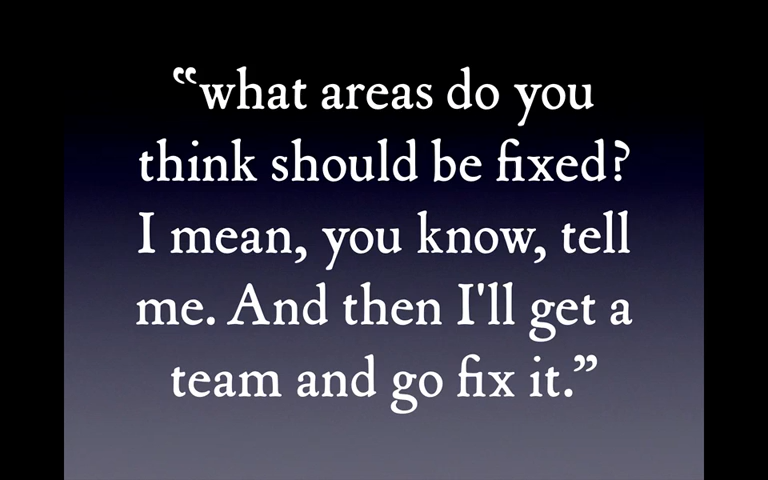 “what areas do you
think should be fixed?
I mean, you know, tell
me. And then I'll get a
team and go fix it.”